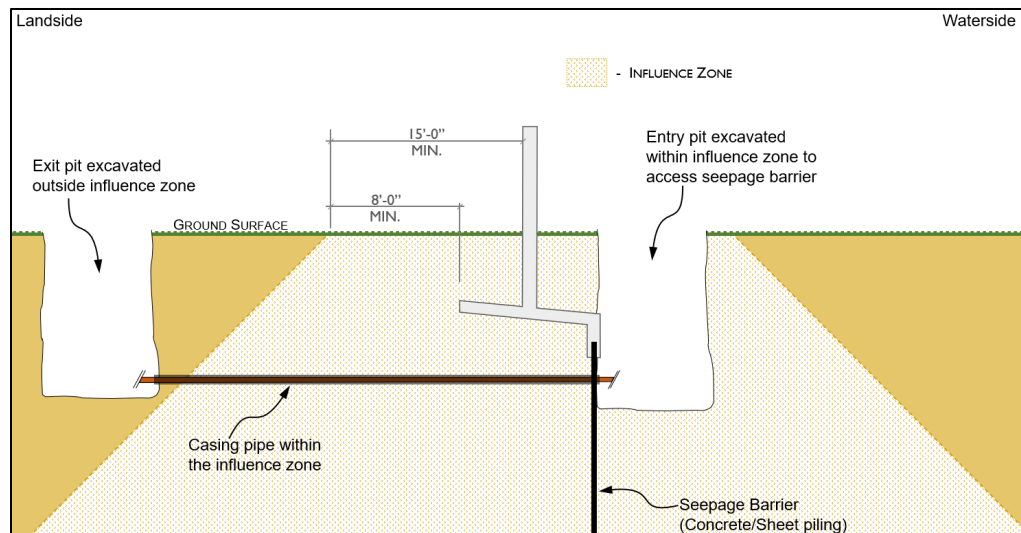 Landside
Waterside
- INFLUENCE ZONE
15'-0"
MIN.
Exit pit excavated
outside influence zone
Entry pit excavated
within influence zone to
access seepage barrier
8'-0"
MIN.
GROUND SURFACE
Casing pipe within
the influence zone
Seepage Barrier
(Concrete/Sheet piling)